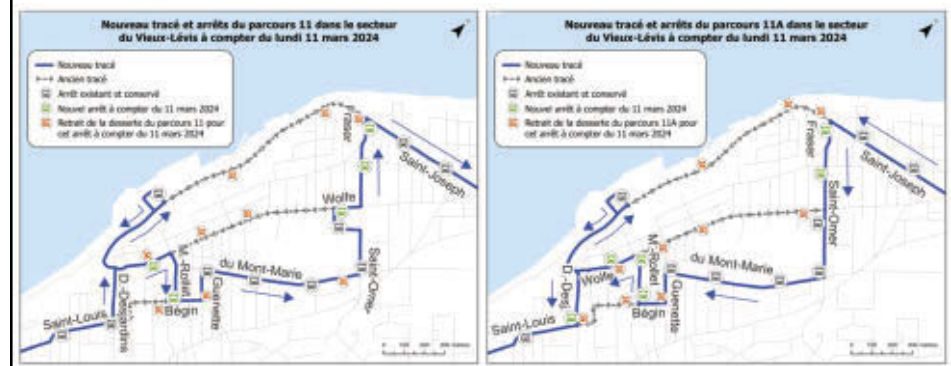 Nouveau tracé et arrêts du parcours 11 dans le secteur
du Vieux-Lévis à compter du lundi 11 mars 2024
Nouveau tracé
Ancien tracé
Arrêt existant et conservé
Nouvel arrêt à compter du 11 mars 2024
Retrait de la desserte du parcours 11 pour
cet arrêt à compter du 11 mars 2024
Fraser
Saint-Joseph
Wolfe
M.-Rollet
du Mont-Marie
Saint-Omer
D.-Desjardins
Guenette
Bégin
Saint-Louis
Nouveau tracé et arrêts du parcours 11A dans le secteur
du Vieux-Lévis à compter du lundi 11 mars 2024
Nouveau tracé
Ancien tracé
Arrêt existant et conservé
Nouvel arrêt à compter du 11 mars 2024
Retrait de la desserte du parcours 11A pour
cet arrêt à compter du 11 mars 2024
Fraser
Saint-Joseph
Saint-Omer
M.-Rollet
Wolfe
du Mont-Marie
D.-Desj.
Guenette
Bégin
Saint-Louis